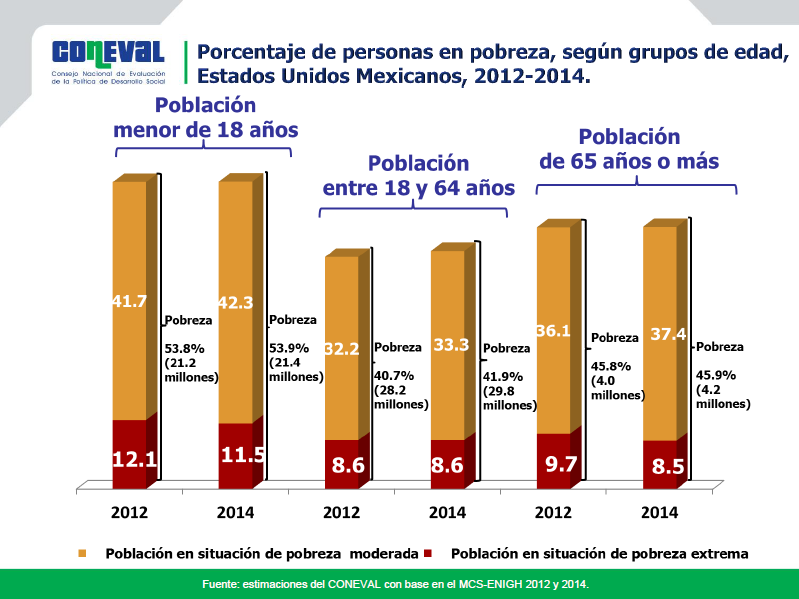 CONEVAL
Consejo Nacional de Evaluación
de la Política de Desarrollo Social
Porcentaje de personas en pobreza, según grupos de edad,
Estados Unidos Mexicanos, 2012-2014.
Población
menor de 18 años
Población
entre 18 y 64 años
Población
de 65 años o más
41.7
12.1
Pobreza
53.8%
(21.2
millones)
42.3
11.5
Pobreza
53.9%
(21.4
millones)
32.2
8.6
Pobreza
40.7%
(28.2
millones)
33.3
8.6
Pobreza
41.9%
(29.8
millones)
36.1
9.7
Pobreza
45.8%
(4.0
millones)
37.4
8.5
Pobreza
45.9%
(4.2
millones)
2012 2014 2012 2014 2012 2014
Población en situación de pobreza moderada Población en situación de pobreza extrema
Fuente: estimaciones del CONEVAL con base en el MCS-ENIGH 2012 y 2014.